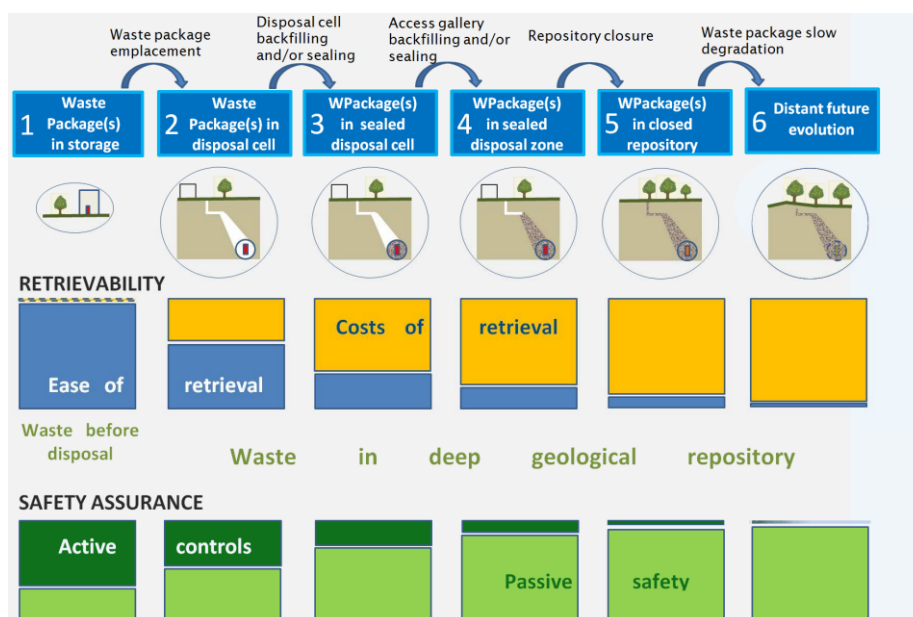 Waste package
emplacement
Disposal cell
backfilling
and/or sealing
Access gallery
backfilling and/or
sealing
Repository closure
Waste package slow
degradation
1 Waste
Package(s)
in storage
2 Waste
Package(s) in
disposal cell
3 WPackage(s)
in sealed
disposal cell
4 WPackage(s)
in sealed
disposal zone
5 WPackage(s)
in closed
repository
6 Distant future
evolution
RETRIEVABILITY
Costs of retrieval
Ease of retrieval
Waste before
disposal
Waste in deep geological repository
SAFETY ASSURANCE
Active controls
Passive safety